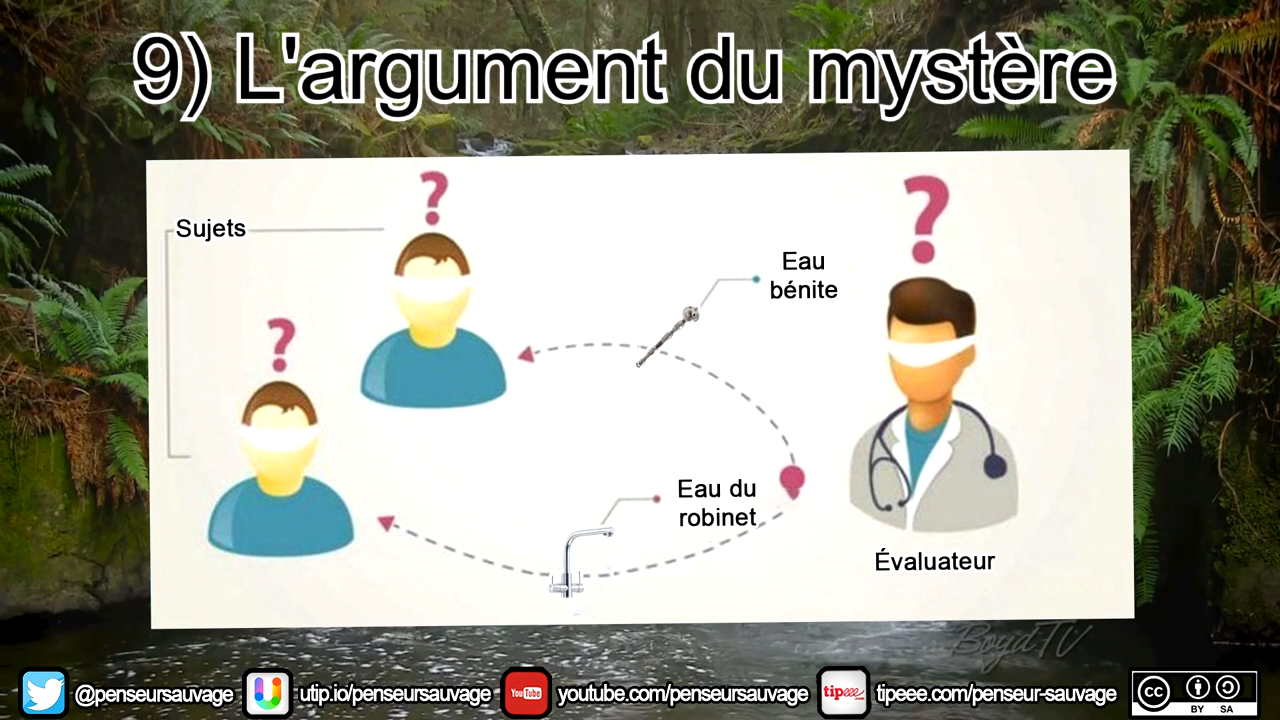 9) L'argument du mystère
?
?
Sujets
?
Eau
bénite
?
Eau du
robinet
Évaluateur
BoydTV
@penseursauvage
utip.io/penseursauvage
YouTube
youtube.com/penseursauvage
tipeee
tipeee.com/penseur-sauvage
cc
BY SA